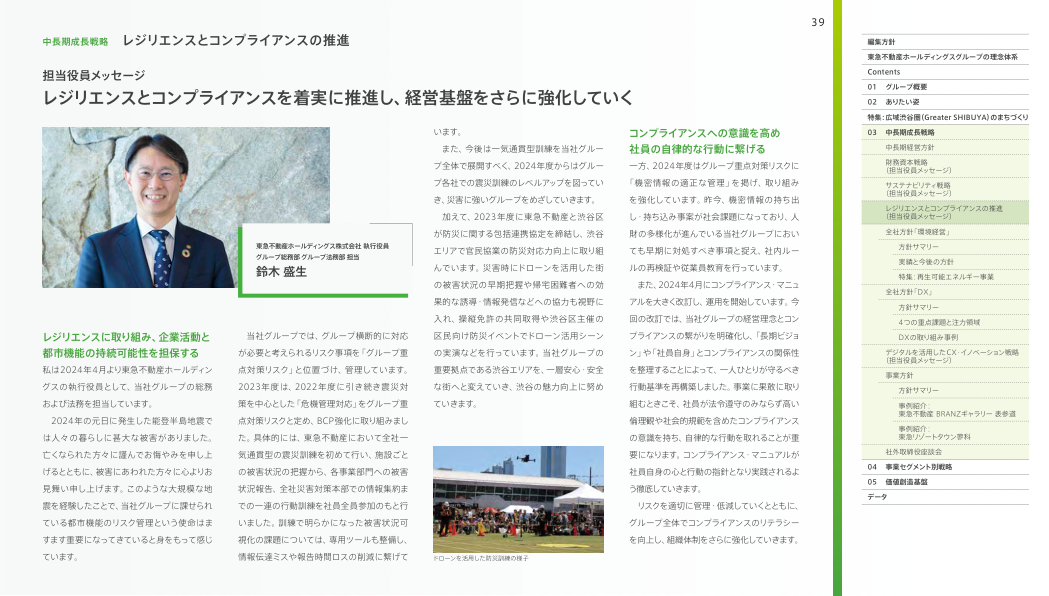 39
中長期成長戦略 レジリエンスとコンプライアンスの推進
担当役員メッセージ
レジリエンスとコンプライアンスを着実に推進し、経営基盤をさらに強化していく
東急不動産ホールディングス株式会社 執行役員
グループ総務部 グループ法務部 担当
鈴木 盛生
レジリエンスに取り組み、企業活動と
都市機能の持続可能性を担保する
私は2024年4月より東急不動産ホールディン
グスの執行役員として、当社グループの総務
および法務を担当しています。
2024年の元日に発生した能登半島地震で
は人々の暮らしに甚大な被害がありました。
亡くなられた方々に謹んでお悔やみを申し上
げるとともに、被害にあわれた方々に心よりお
見舞い申し上げます。このような大規模な地
震を経験したことで、当社グループに課せられ
ている都市機能のリスク管理という使命はま
すます重要になってきていると身をもって感じ
ています。
当社グループでは、グループ横断的に対応
が必要と考えられるリスク事項を「グループ重
点対策リスク」と位置づけ、管理しています。
2023年度は、2022年度に引き続き震災対
策を中心とした「危機管理対応」をグループ重
点対策リスクと定め、BCP強化に取り組みまし
た。具体的には、東急不動産において全社一
気通貫型の震災訓練を初めて行い、施設ごと
の被害状況の把握から、各事業部門への被害
状況報告、全社災害対策本部での情報集約ま
での一連の行動訓練を社員全員参加のもと行
いました。訓練で明らかになった被害状況可
視化の課題については、専用ツールも整備し、
情報伝達ミスや報告時間ロスの削減に繋げて
います。
また、今後は一気通貫型訓練を当社グルー
プ全体で展開すべく、2024年度からはグルー
プ各社での震災訓練のレベルアップを図ってい
き、災害に強いグループをめざしていきます。
加えて、2023年度に東急不動産と渋谷区
が防災に関する包括連携協定を締結し、渋谷
エリアで官民協業の防災対応力向上に取り組
んでいます。災害時にドローンを活用した街
の被害状況の早期把握や帰宅困難者への効
果的な誘導・情報発信などへの協力も視野に
入れ、操縦免許の共同取得や渋谷区主催の
区民向け防災イベントでドローン活用シーン
の実演などを行っています。当社グループの
重要拠点である渋谷エリアを、一層安心・安全
な街へと変えていき、渋谷の魅力向上に努め
ていきます。
ドローンを活用した防災訓練の様子
コンプライアンスへの意識を高め
社員の自律的な行動に繋げる
一方、2024年度はグループ重点対策リスクに
「機密情報の適正な管理」を掲げ、取り組み
を強化しています。昨今、機密情報の持ち出
し・持ち込み事案が社会課題になっており、人
財の多様化が進んでいる当社グループにおい
ても早期に対処すべき事項と捉え、社内ルー
ルの再検証や従業員教育を行っています。
また、2024年4月にコンプライアンス・マニュ
アルを大きく改訂し、運用を開始しています。今
回の改訂では、当社グループの経営理念とコン
プライアンスの繋がりを明確化し、「長期ビジョ
ン」や「社員自身」とコンプライアンスの関係性
を整理することによって、一人ひとりが守るべき
行動基準を再構築しました。事業に果敢に取り
組むときこそ、社員が法令遵守のみならず高い
倫理観や社会的規範を含めたコンプライアンス
の意識を持ち、自律的な行動を取れることが重
要になります。コンプライアンス・マニュアルが
社員自身の心と行動の指針となり実践されるよ
う徹底していきます。
リスクを適切に管理・低減していくとともに、
グループ全体でコンプライアンスのリテラシー
を向上し、組織体制をさらに強化していきます。
編集方針
東急不動産ホールディングスグループの理念体系
Contents
01 グループ概要
02 ありたい姿
特集：広域渋谷圏（Greater SHIBUYA）のまちづくり
03 中長期成長戦略
中長期経営方針
財務資本戦略
（担当役員メッセージ）
サステナビリティ戦略
（担当役員メッセージ）
レジリエンスとコンプライアンスの推進
（担当役員メッセージ）
全社方針「環境経営」
方針サマリー
実績と今後の方針
特集：再生可能エネルギー事業
全社方針「DX」
方針サマリー
4つの重点課題と注力領域
DXの取り組み事例
デジタルを活用したCX・イノベーション戦略
（担当役員メッセージ）
事業方針
方針サマリー
事例紹介：
東急不動産 BRANZギャラリー 表参道
事例紹介：
東急リゾートタウン蓼科
社外取締役座談会
04 事業セグメント別戦略
05 価値創造基盤
データ